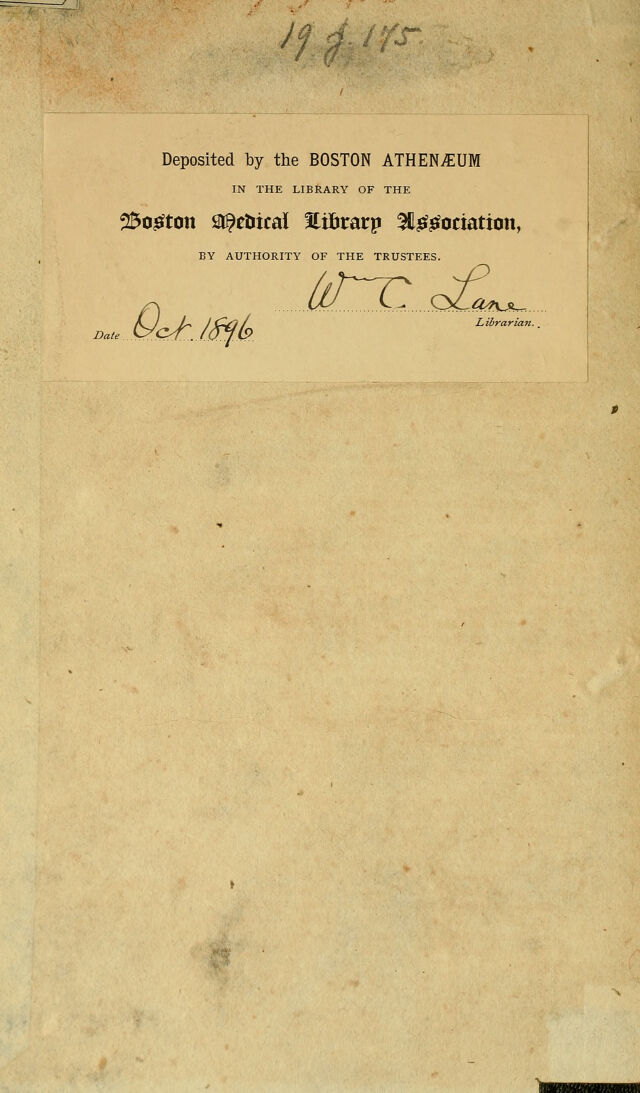 19 g. 175.
Deposited by the BOSTON ATHENÆUM
IN THE LIBRARY OF THE
Boston Medical Library Association,
BY AUTHORITY OF THE TRUSTEES.
Wm C. Lane
Librarian.
Date Oct. 1896